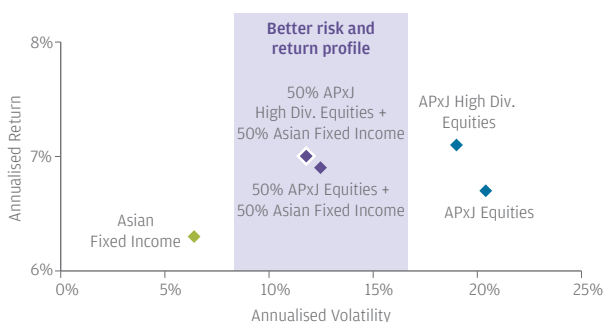 Better risk and
return profile
8%
7%
6%
Annualised Return
50% APxJ
High Div. Equities +
50% Asian Fixed Income
APxJ High Div.
Equities
50% APxJ Equities +
50% Asian Fixed Income
APxJ Equities
Asian
Fixed Income
0%
5%
10%
15%
20%
25%
Annualised Volatility